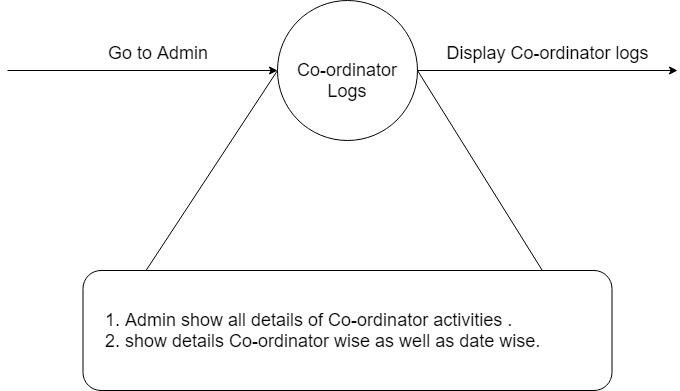 Go to Admin
Co-ordinator
Logs
Display Co-ordinator logs
1. Admin show all details of Co-ordinator activities .
2. show details Co-ordinator wise as well as date wise.